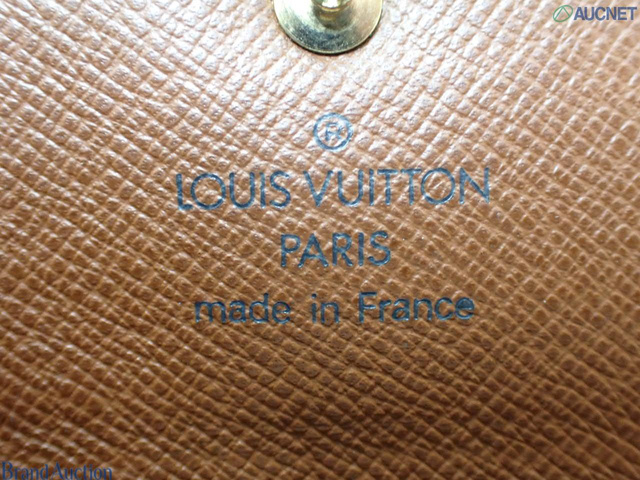 AUCNET
®
LOUIS VUITTON
PARIS
made in France
Brand Auction